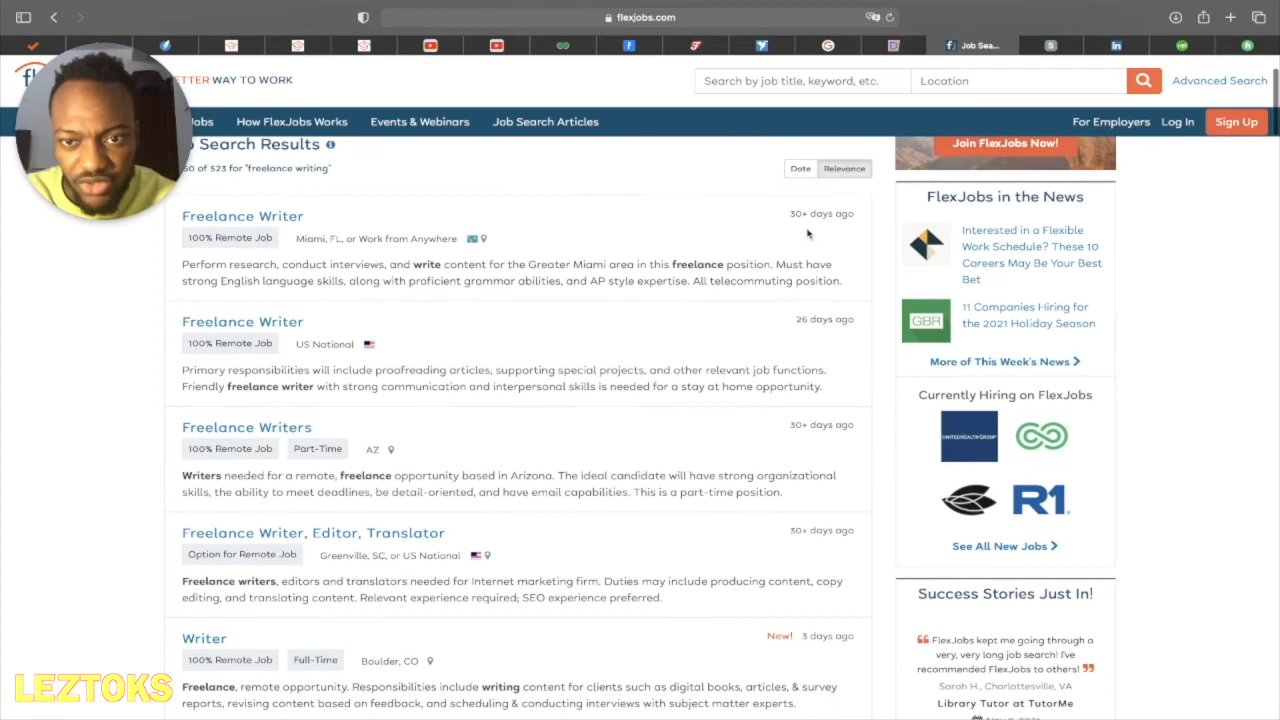 flexjobs.com
Job Sea...
ETTER WAY TO WORK
Search by job title, keyword, etc.
Location
Advanced Search
How FlexJobs Works
Events & Webinars
Job Search Articles
For Employers
Log In
Sign Up
Search Results
50 of 523 for "freelance writing"
Date
Relevance
Freelance Writer
30+ days ago
100% Remote Job
Miami, FL, or Work from Anywhere
Perform research, conduct interviews, and write content for the Greater Miami area in this freelance position. Must have
strong English language skills, along with proficient grammar abilities, and AP style expertise. All telecommuting position.
Freelance Writer
26 days ago
100% Remote Job
US National
Primary responsibilities will include proofreading articles, supporting special projects, and other relevant job functions.
Friendly freelance writer with strong communication and interpersonal skills is needed for a stay at home opportunity.
Freelance Writers
30+ days ago
100% Remote Job
Part-Time
AZ
Writers needed for a remote, freelance opportunity based in Arizona. The ideal candidate will have strong organizational
skills, the ability to meet deadlines, be detail-oriented, and have email capabilities. This is a part-time position.
Freelance Writer, Editor, Translator
30+ days ago
Option for Remote Job
Greenville, SC, or US National
Freelance writers, editors and translators needed for Internet marketing firm. Duties may include producing content, copy
editing, and translating content. Relevant experience required; SEO experience preferred.
Writer
New! 3 days ago
100% Remote Job
Full-Time
Boulder, CO
Freelance, remote opportunity. Responsibilities include writing content for clients such as digital books, articles, & survey
reports, revising content based on feedback, and scheduling & conducting interviews with subject matter experts.
Join FlexJobs Now!
FlexJobs in the News
Interested in a Flexible
Work Schedule? These 10
Careers May Be Your Best
Bet
GBR
11 Companies Hiring for
the 2021 Holiday Season
More of This Week's News
Currently Hiring on FlexJobs
UNITEDHEALTH GROUP
R1
See All New Jobs
Success Stories Just In!
FlexJobs kept me going through a
very, very long job search! I've
recommended FlexJobs to others!
Sarah H., Charlottesville, VA
Library Tutor at TutorMe
LEZTOKS